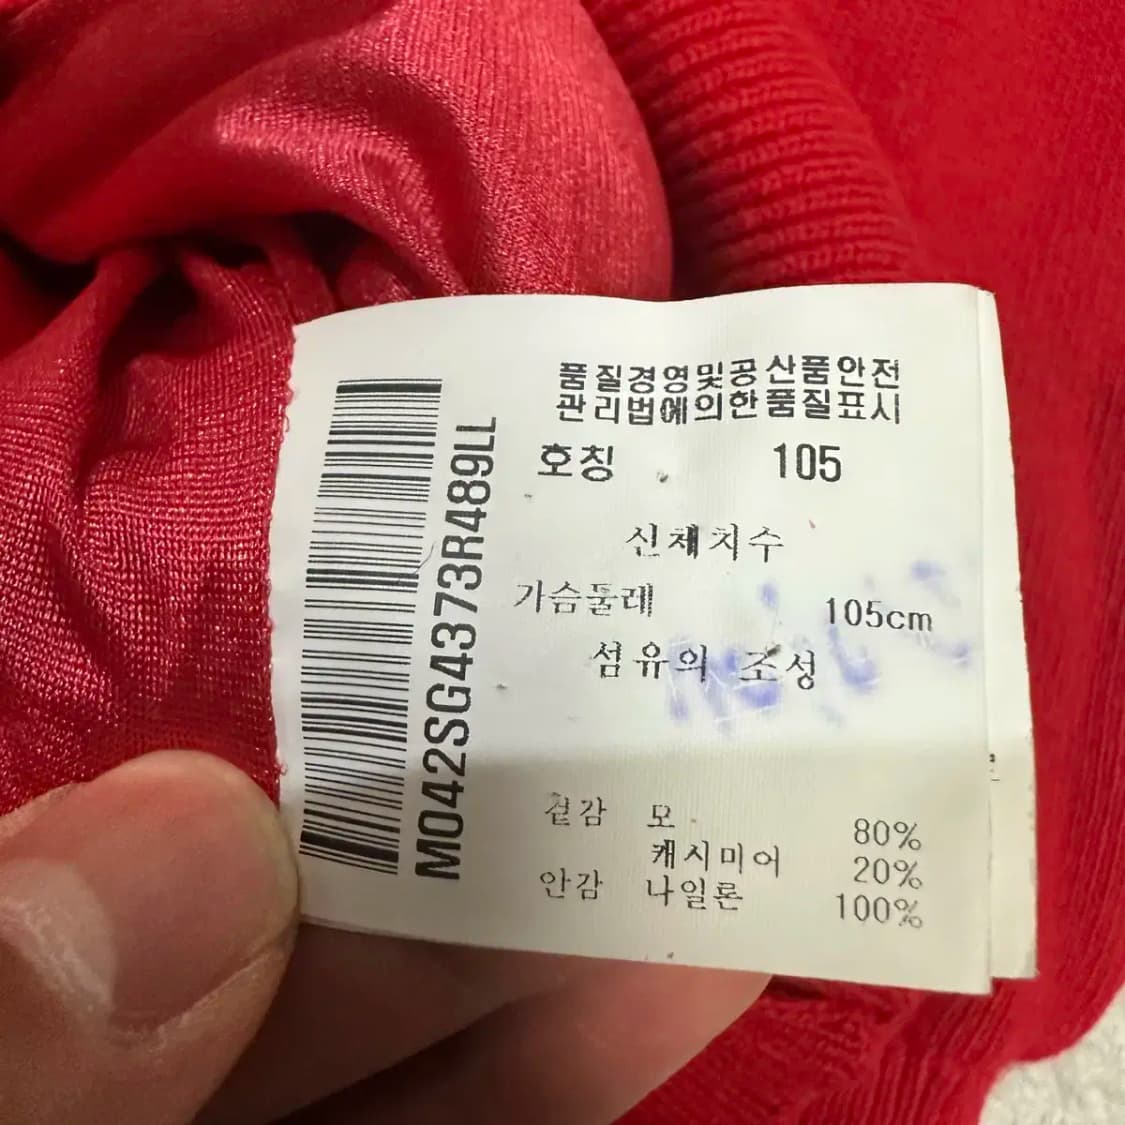 품질경영및공산품안전
관리법에의한품질표시
호칭 105
신체치수
가슴둘레 105cm
섬유의 조성
겉감 모 80%
캐시미어 20%
안감 나일론 100%
M042SG4373R489LL